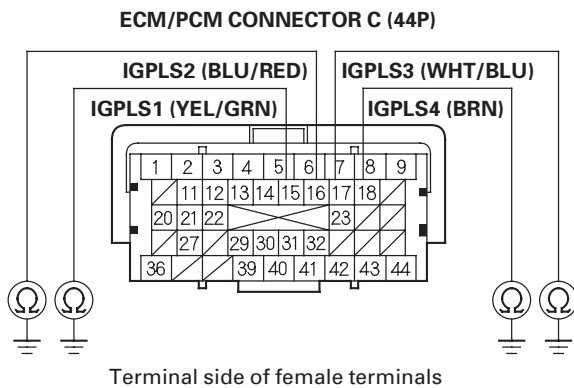 ECM/PCM CONNECTOR C (44P)
IGPLS2 (BLU/RED) IGPLS3 (WHT/BLU)
IGPLS1 (YEL/GRN) IGPLS4 (BRN)
1 2 3 4 5 6 7 8 9
11 12 13 14 15 16 17 18
20 21 22 23
27 29 30 31 32
36 39 40 41 42 43 44
Ω Ω Ω Ω
Terminal side of female terminals